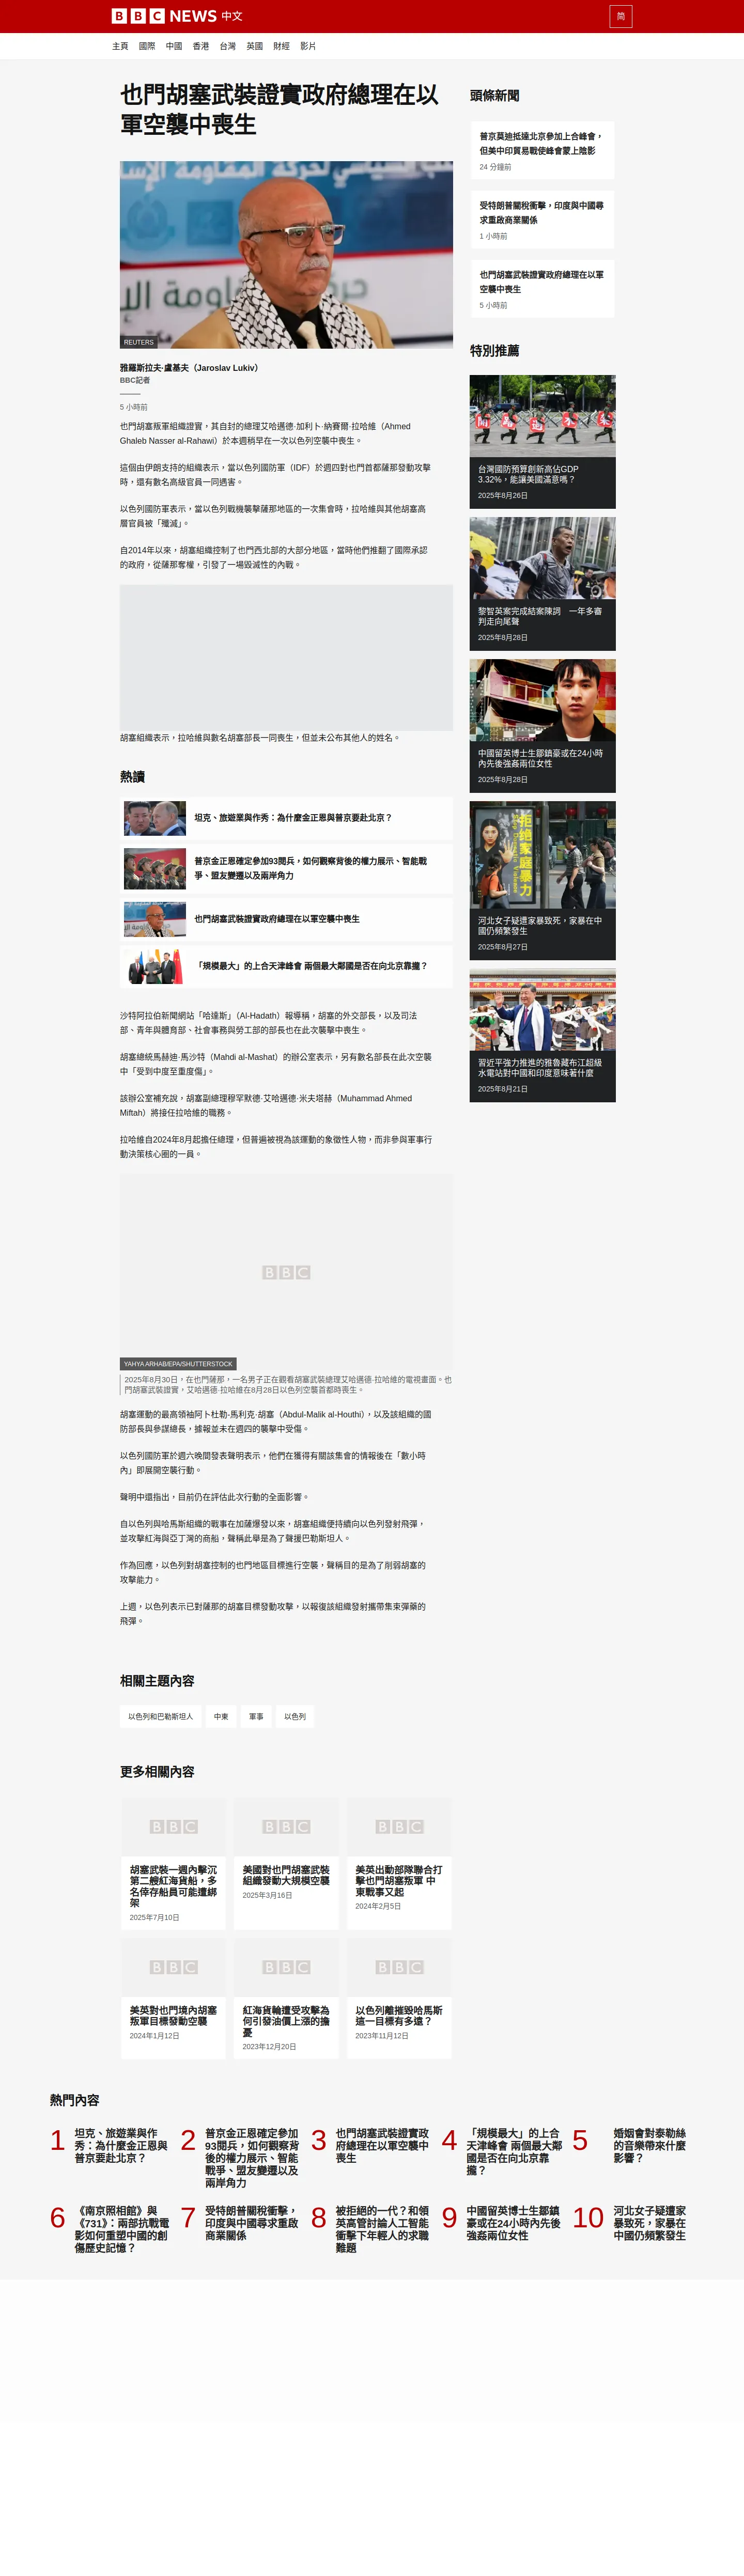 BBC NEWS 中文
简
主頁 國際 中國 香港 台灣 英國 財經 影片
也門胡塞武裝證實政府總理在以
軍空襲中喪生
REUTERS
雅羅斯拉夫·盧基夫（Jaroslav Lukiv）
BBC記者
5 小時前
也門胡塞叛軍組織證實，其自封的總理艾哈邁德·加利卜·納賽爾·拉哈維（Ahmed
Ghaleb Nasser al-Rahawi）於本週稍早在一次以色列空襲中喪生。
這個由伊朗支持的組織表示，當以色列國防軍（IDF）於週四對也門首都薩那發動攻擊
時，還有數名高級官員一同遇害。
以色列國防軍表示，當以色列戰機襲擊薩那地區的一次集會時，拉哈維與其他胡塞高
層官員被「殲滅」。
自2014年以來，胡塞組織控制了也門西北部的大部分地區，當時他們推翻了國際承認
的政府，從薩那奪權，引發了一場毀滅性的內戰。
胡塞組織表示，拉哈維與數名胡塞部長一同喪生，但並未公布其他人的姓名。
熱讀
坦克、旅遊業與作秀：為什麼金正恩與普京要赴北京？
普京金正恩確定參加93閱兵，如何觀察背後的權力展示、智能戰
爭、盟友變遷以及兩岸角力
也門胡塞武裝證實政府總理在以軍空襲中喪生
「規模最大」的上合天津峰會 兩個最大鄰國是否在向北京靠攏？
沙特阿拉伯新聞網站「哈達斯」（Al-Hadath）報導稱，胡塞的外交部長，以及司法
部、青年與體育部、社會事務與勞工部的部長也在此次襲擊中喪生。
胡塞總統馬赫迪·馬沙特（Mahdi al-Mashat）的辦公室表示，另有數名部長在此次空襲
中「受到中度至重度傷」。
該辦公室補充說，胡塞副總理穆罕默德·艾哈邁德·米夫塔赫（Muhammad Ahmed
Miftah）將接任拉哈維的職務。
拉哈維自2024年8月起擔任總理，但普遍被視為該運動的象徵性人物，而非參與軍事行
動決策核心圈的一員。
BBC
YAHYA ARHAB/EPA/SHUTTERSTOCK
2025年8月30日，在也門薩那，一名男子正在觀看胡塞武裝總理艾哈邁德·拉哈維的電視畫面。也
門胡塞武裝證實，艾哈邁德·拉哈維在8月28日以色列空襲首都時喪生。
胡塞運動的最高領袖阿卜杜勒-馬利克·胡塞（Abdul-Malik al-Houthi），以及該組織的國
防部長與參謀總長，據報並未在週四的襲擊中受傷。
以色列國防軍於週六晚間發表聲明表示，他們在獲得有關該集會的情報後在「數小時
內」即展開空襲行動。
聲明中還指出，目前仍在評估此次行動的全面影響。
自以色列與哈馬斯組織的戰事在加薩爆發以來，胡塞組織便持續向以色列發射飛彈，
並攻擊紅海與亞丁灣的商船，聲稱此舉是為了聲援巴勒斯坦人。
作為回應，以色列對胡塞控制的也門地區目標進行空襲，聲稱目的是為了削弱胡塞的
攻擊能力。
上週，以色列表示已對薩那的胡塞目標發動攻擊，以報復該組織發射攜帶集束彈藥的
飛彈。
相關主題內容
以色列和巴勒斯坦人 中東 軍事 以色列
更多相關內容
BBC BBC BBC
胡塞武裝一週內擊沉
第二艘紅海貨船，多
名倖存船員可能遭綁
架
2025年7月10日
美國對也門胡塞武裝
組織發動大規模空襲
2025年3月16日
美英出動部隊聯合打
擊也門胡塞叛軍 中
東戰事又起
2024年2月5日
BBC BBC BBC
美英對也門境內胡塞
叛軍目標發動空襲
2024年1月12日
紅海貨輪遭受攻擊為
何引發油價上漲的擔
憂
2023年12月20日
以色列離摧毀哈馬斯
這一目標有多遠？
2023年11月12日
頭條新聞
普京莫迪抵達北京參加上合峰會，
但美中印貿易戰使峰會蒙上陰影
24 分鐘前
受特朗普關稅衝擊，印度與中國尋
求重啟商業關係
1 小時前
也門胡塞武裝證實政府總理在以軍
空襲中喪生
5 小時前
特別推薦
台灣國防預算創新高佔GDP
3.32%，能讓美國滿意嗎？
2025年8月26日
黎智英案完成結案陳詞　一年多審
判走向尾聲
2025年8月28日
中國留英博士生鄒鎮豪或在24小時
內先後強姦兩位女性
2025年8月28日
拒绝家庭暴力
河北女子疑遭家暴致死，家暴在中
國仍頻繁發生
2025年8月27日
習近平強力推進的雅魯藏布江超級
水電站對中國和印度意味著什麼
2025年8月21日
熱門內容
1 坦克、旅遊業與作
秀：為什麼金正恩與
普京要赴北京？
2 普京金正恩確定參加
93閱兵，如何觀察背
後的權力展示、智能
戰爭、盟友變遷以及
兩岸角力
3 也門胡塞武裝證實政
府總理在以軍空襲中
喪生
4 「規模最大」的上合
天津峰會 兩個最大鄰
國是否在向北京靠
攏？
5 婚姻會對泰勒絲
的音樂帶來什麼
影響？
6 《南京照相館》與
《731》：兩部抗戰電
影如何重塑中國的創
傷歷史記憶？
7 受特朗普關稅衝擊，
印度與中國尋求重啟
商業關係
8 被拒絕的一代？和領
英高管討論人工智能
衝擊下年輕人的求職
難題
9 中國留英博士生鄒鎮
豪或在24小時內先後
強姦兩位女性
10 河北女子疑遭家
暴致死，家暴在
中國仍頻繁發生